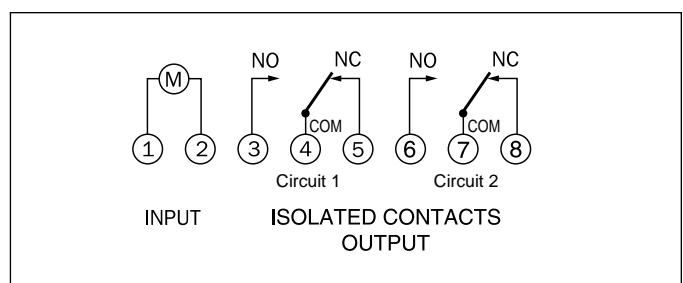 NO NC NO NC
M
COM COM
1 2 3 4 5 6 7 8
Circuit 1 Circuit 2
INPUT ISOLATED CONTACTS
OUTPUT